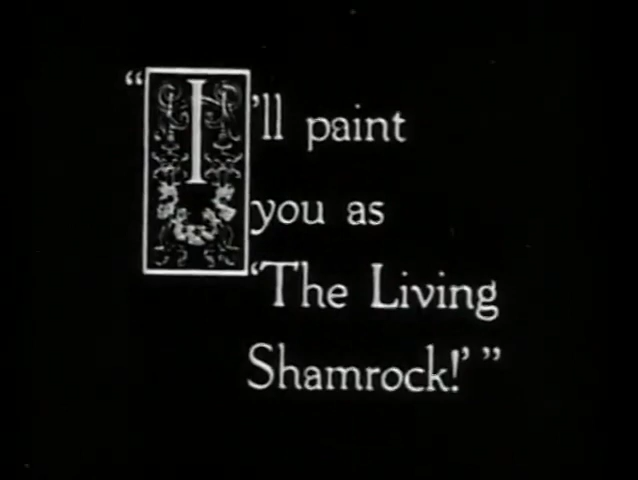 “I'll paint
you as
‘The Living
Shamrock!’ ”